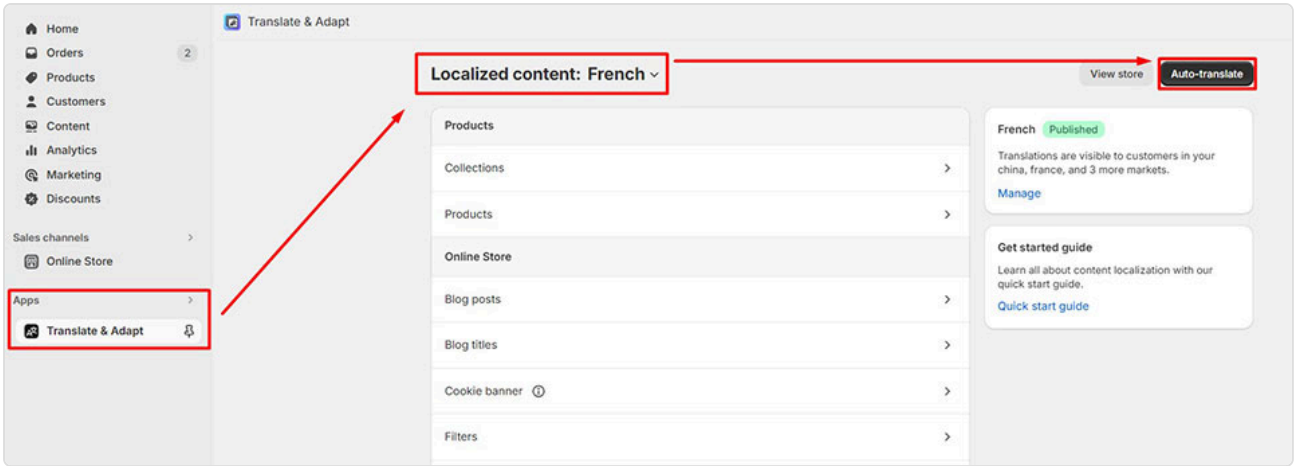 Home
Orders 2
Products
Customers
Content
Analytics
Marketing
Discounts
Sales channels
Online Store
Apps
Translate & Adapt
Translate & Adapt
Localized content: French
View store
Auto-translate
Products
Collections
Products
Online Store
Blog posts
Blog titles
Cookie banner
Filters
French Published
Translations are visible to customers in your
china, france, and 3 more markets.
Manage
Get started guide
Learn all about content localization with our
quick start guide.
Quick start guide